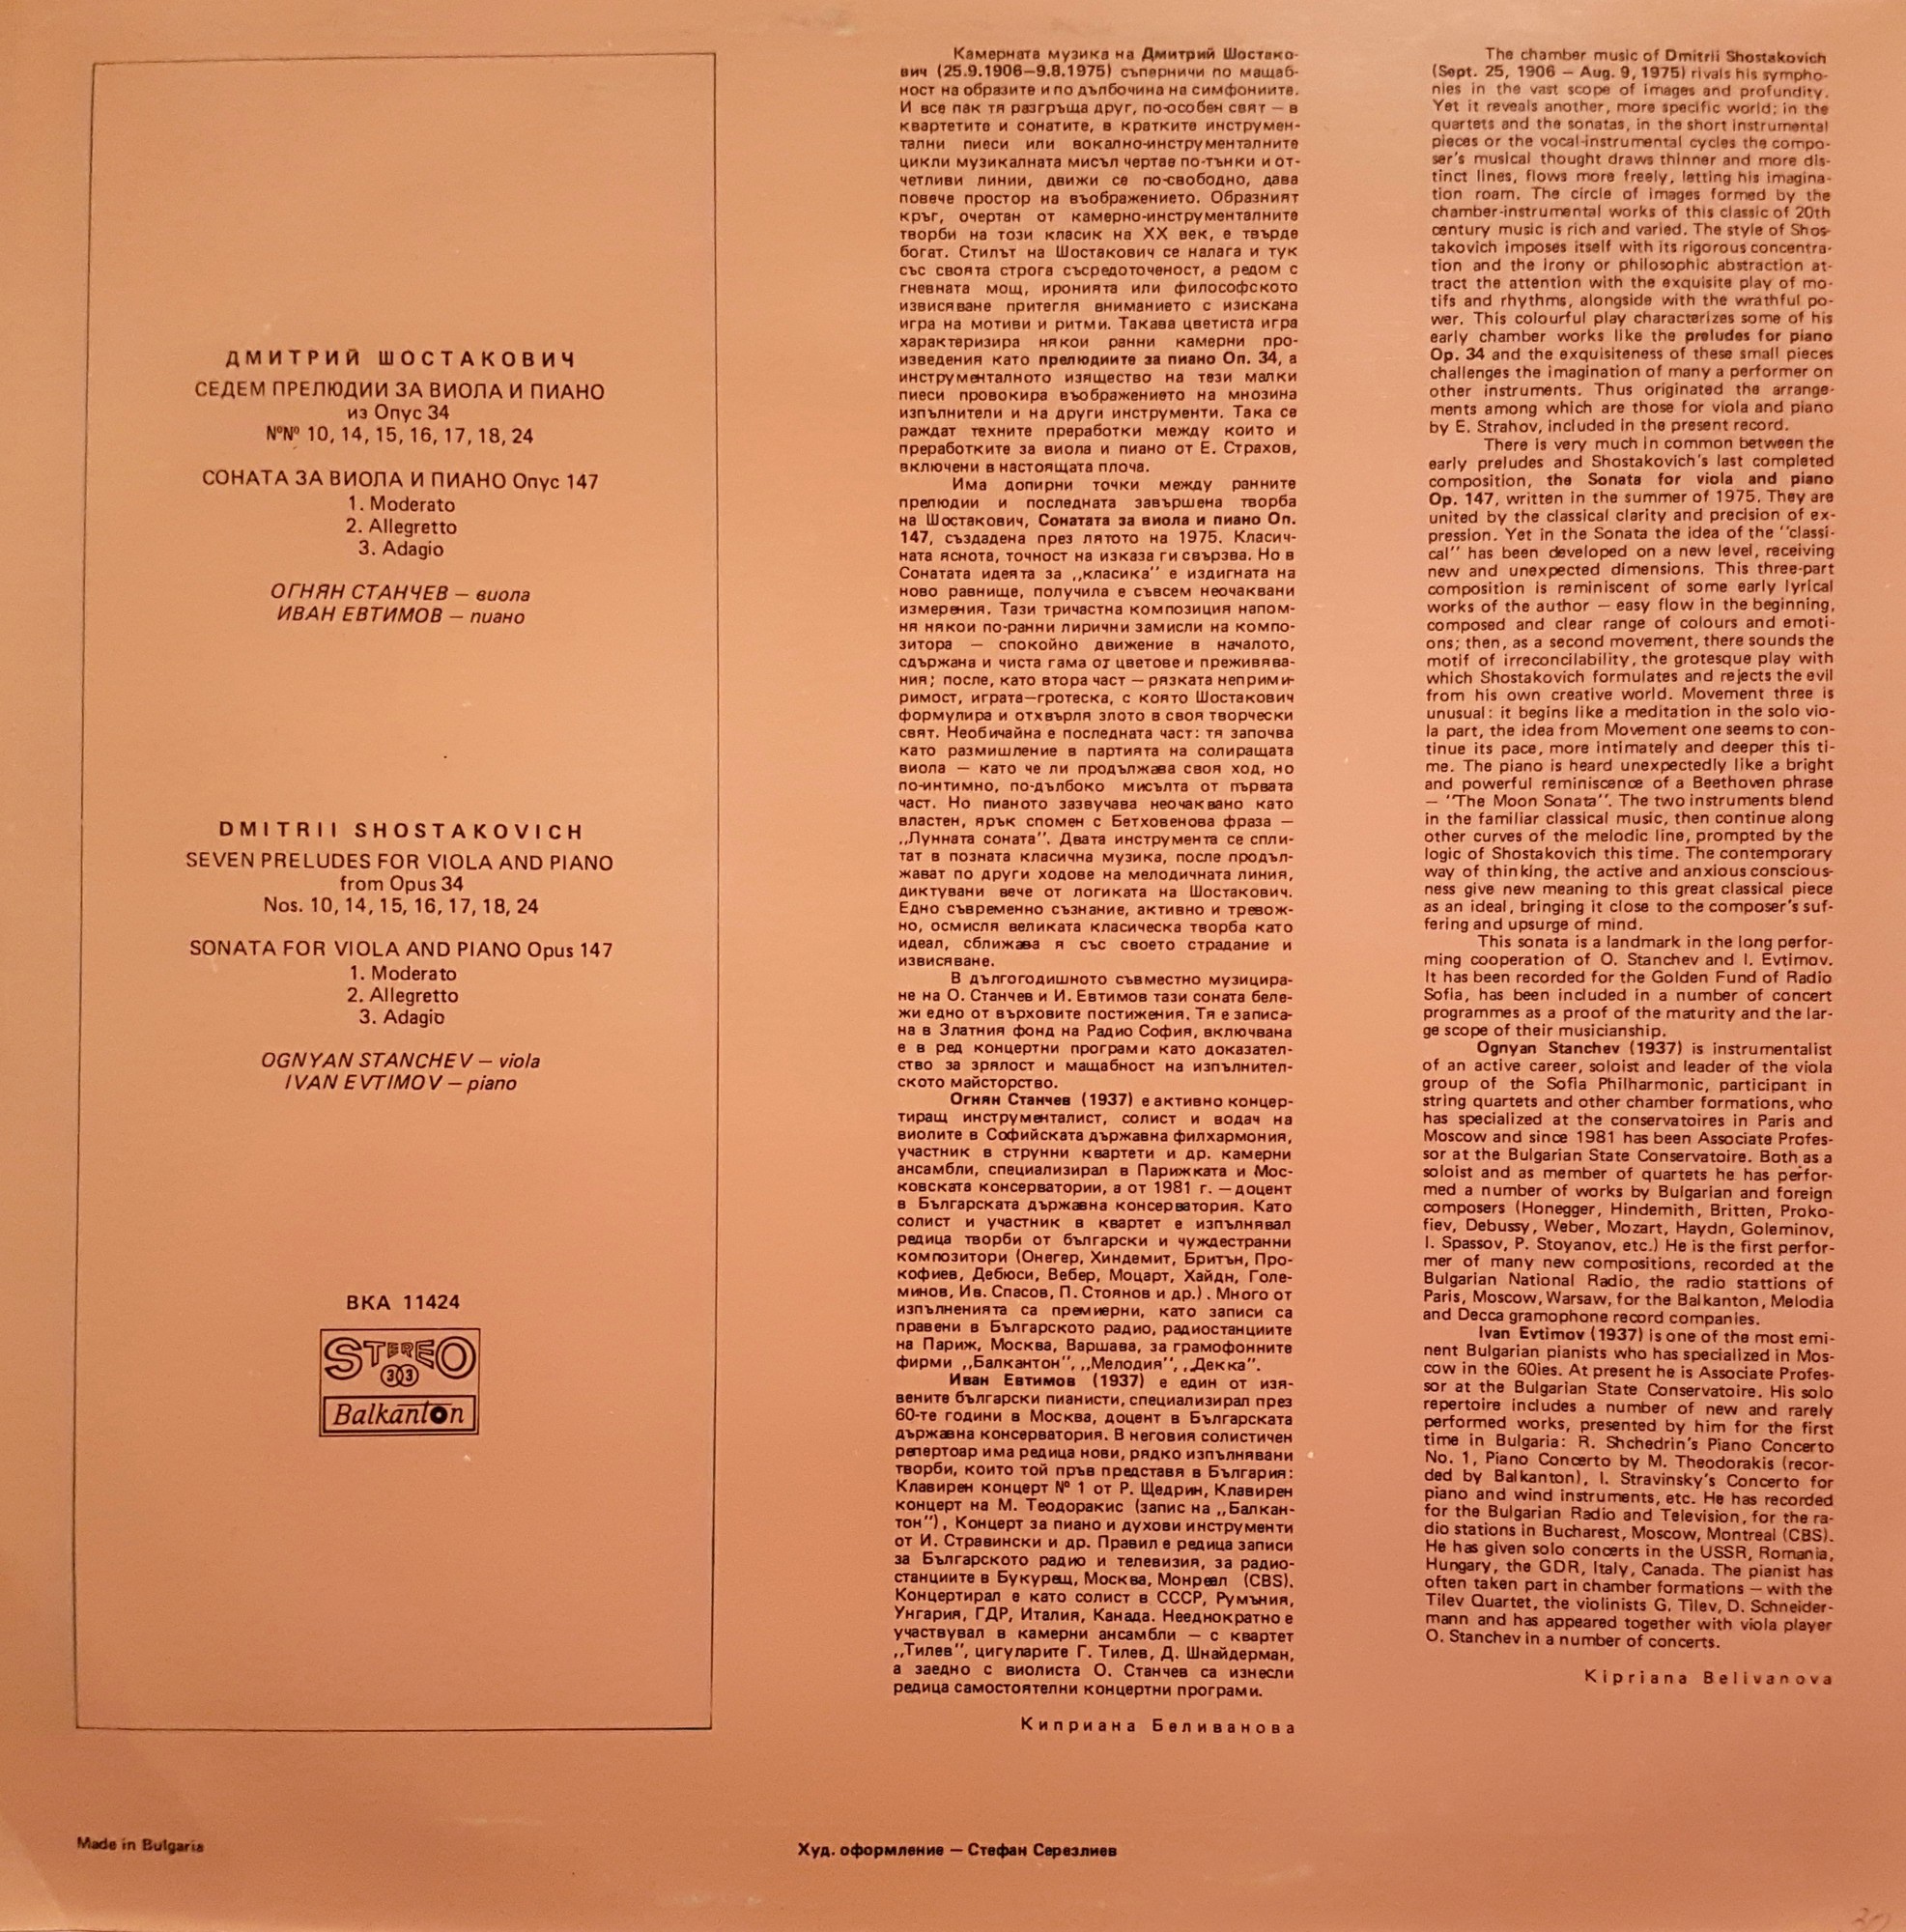 ДМИТРИЙ ШОСТАКОВИЧ
СЕДЕМ ПРЕЛЮДИИ ЗА ВИОЛА И ПИАНО
из Опус 34
№№ 10, 14, 15, 16, 17, 18, 24
СОНАТА ЗА ВИОЛА И ПИАНО Опус 147
1. Moderato
2. Allegretto
3. Adagio
ОГНЯН СТАНЧЕВ — виола
ИВАН ЕВТИМОВ — пиано
DMITRII SHOSTAKOVICH
SEVEN PRELUDES FOR VIOLA AND PIANO
from Opus 34
Nos. 10, 14, 15, 16, 17, 18, 24
SONATA FOR VIOLA AND PIANO Opus 147
1. Moderato
2. Allegretto
3. Adagio
OGNYAN STANCHEV — viola
IVAN EVTIMOV — piano
ВКА 11424
STEREO
33
Balkanton
Камерната музика на Дмитрий Шостако-
вич (25.9.1906—9.8.1975) съперничи по мащаб-
ност на образите и по дълбочина на симфониите.
И все пак тя разгръща друг, по-особен свят — в
квартетите и сонатите, в кратките инструмен-
тални пиеси или вокално-инструменталните
цикли музикалната мисъл чертае по-тънки и от-
четливи линии, движи се по-свободно, дава
повече простор на въображението. Образният
кръг, очертан от камерно-инструменталните
творби на този класик на XX век, е твърде
богат. Стилът на Шостакович се налага и тук
със своята строга съсредоточеност, а редом с
гневната мощ, иронията или философското
извисяване притегля вниманието с изискана
игра на мотиви и ритми. Такава цветиста игра
характеризира някои ранни камерни про-
изведения като прелюдиите за пиано Оп. 34, а
инструменталното изящество на тези малки
пиеси провокира въображението на мнозина
изпълнители и на други инструменти. Така се
раждат техните преработки между които и
преработките за виола и пиано от Е. Страхов,
включени в настоящата плоча.
Има допирни точки между ранните
прелюдии и последната завършена творба
на Шостакович, Сонатата за виола и пиано Оп.
147, създадена през лятото на 1975. Класич-
ната яснота, точност на изказа ги свързва. Но в
Сонатата идеята за ,,класика'' е издигната на
ново равнище, получила е съвсем неочаквани
измерения. Тази тричастна композиция напом-
ня някои по-ранни лирични замисли на компо-
зитора — спокойно движение в началото,
сдържана и чиста гама от цветове и преживява-
ния; после, като втора част — рязката неприми-
римост, играта—гротеска, с която Шостакович
формулира и отхвърля злото в своя творчески
свят. Необичайна е последната част: тя започва
като размишление в партията на солиращата
виола — като че ли продължава своя ход, но
по-интимно, по-дълбоко мисълта от първата
част. Но пианото зазвучава неочаквано като
властен, ярък спомен с Бетховенова фраза —
,,Лунната соната''. Двата инструмента се спли-
тат в позната класична музика, после продъл-
жават по други ходове на мелодичната линия,
диктувани вече от логиката на Шостакович.
Едно съвременно съзнание, активно и тревож-
но, осмисля великата класическа творба като
идеал, сближава я със своето страдание и
извисяване.
В дългогодишното съвместно музицира-
не на О. Станчев и И. Евтимов тази соната беле-
жи едно от върховите постижения. Тя е записа-
на в Златния фонд на Радио София, включвана
е в ред концертни програми като доказател-
ство за зрялост и мащабност на изпълнител-
ското майсторство.
Огнян Станчев (1937) е активно концер-
тиращ инструменталист, солист и водач на
виолите в Софийската държавна филхармония,
участник в струнни квартети и др. камерни
ансамбли, специализирал в Парижката и Мос-
ковската консерватории, а от 1981 г. — доцент
в Българската държавна консерватория. Като
солист и участник в квартет е изпълнявал
редица творби от български и чуждестранни
композитори (Онегер, Хиндемит, Бритън, Про-
кофиев, Дебюси, Вебер, Моцарт, Хайдн, Голе-
минов, Ив. Спасов, П. Стоянов и др.). Много от
изпълненията са премиерни, като записи са
правени в Българското радио, радиостанциите
на Париж, Москва, Варшава, за грамофонните
фирми ,,Балкантон'', ,,Мелодия'', ,,Декка''.
Иван Евтимов (1937) е един от изя-
вените български пианисти, специализирал през
60-те години в Москва, доцент в Българската
държавна консерватория. В неговия солистичен
репертоар има редица нови, рядко изпълнявани
творби, които той пръв представя в България:
Клавирен концерт № 1 от Р. Щедрин, Клавирен
концерт на М. Теодоракис (запис на ,,Балкан-
тон''), Концерт за пиано и духови инструменти
от И. Стравински и др. Правил е редица записи
за Българското радио и телевизия, за радио-
станциите в Букурещ, Москва, Монреал (CBS).
Концертирал е като солист в СССР, Румъния,
Унгария, ГДР, Италия, Канада. Нееднократно е
участвувал в камерни ансамбли — с квартет
,,Тилев'', цигуларите Г. Тилев, Д. Шнайдерман,
а заедно с виолиста О. Станчев са изнесли
редица самостоятелни концертни програми.
Киприана Беливанова
The chamber music of Dmitrii Shostakovich
(Sept. 25, 1906 — Aug. 9, 1975) rivals his sympho-
nies in the vast scope of images and profundity.
Yet it reveals another, more specific world; in the
quartets and the sonatas, in the short instrumental
pieces or the vocal-instrumental cycles the compo-
ser's musical thought draws thinner and more dis-
tinct lines, flows more freely, letting his imagina-
tion roam. The circle of images formed by the
chamber-instrumental works of this classic of 20th
century music is rich and varied. The style of Shos-
takovich imposes itself with its rigorous concentra-
tion and the irony or philosophic abstraction at-
tract the attention with the exquisite play of mo-
tifs and rhythms, alongside with the wrathful po-
wer. This colourful play characterizes some of his
early chamber works like the preludes for piano
Op. 34 and the exquisiteness of these small pieces
challenges the imagination of many a performer on
other instruments. Thus originated the arrange-
ments among which are those for viola and piano
by E. Strahov, included in the present record.
There is very much in common between the
early preludes and Shostakovich's last completed
composition, the Sonata for viola and piano
Op. 147, written in the summer of 1975. They are
united by the classical clarity and precision of ex-
pression. Yet in the Sonata the idea of the ''classi-
cal'' has been developed on a new level, receiving
new and unexpected dimensions. This three-part
composition is reminiscent of some early lyrical
works of the author — easy flow in the beginning,
composed and clear range of colours and emoti-
ons; then, as a second movement, there sounds the
motif of irreconcilability, the grotesque play with
which Shostakovich formulates and rejects the evil
from his own creative world. Movement three is
unusual: it begins like a meditation in the solo vio-
la part, the idea from Movement one seems to con-
tinue its pace, more intimately and deeper this ti-
me. The piano is heard unexpectedly like a bright
and powerful reminiscence of a Beethoven phrase
— ''The Moon Sonata''. The two instruments blend
in the familiar classical music, then continue along
other curves of the melodic line, prompted by the
logic of Shostakovich this time. The contemporary
way of thinking, the active and anxious conscious-
ness give new meaning to this great classical piece
as an ideal, bringing it close to the composer's suf-
fering and upsurge of mind.
This sonata is a landmark in the long perfor-
ming cooperation of O. Stanchev and I. Evtimov.
It has been recorded for the Golden Fund of Radio
Sofia, has been included in a number of concert
programmes as a proof of the maturity and the lar-
ge scope of their musicianship.
Ognyan Stanchev (1937) is instrumentalist
of an active career, soloist and leader of the viola
group of the Sofia Philharmonic, participant in
string quartets and other chamber formations, who
has specialized at the conservatoires in Paris and
Moscow and since 1981 has been Associate Profes-
sor at the Bulgarian State Conservatoire. Both as a
soloist and as member of quartets he has perfor-
med a number of works by Bulgarian and foreign
composers (Honegger, Hindemith, Britten, Proko-
fiev, Debussy, Weber, Mozart, Haydn, Goleminov,
I. Spassov, P. Stoyanov, etc.) He is the first perfor-
mer of many new compositions, recorded at the
Bulgarian National Radio, the radio stattions of
Paris, Moscow, Warsaw, for the Balkanton, Melodia
and Decca gramophone record companies.
Ivan Evtimov (1937) is one of the most emi-
nent Bulgarian pianists who has specialized in Mos-
cow in the 60ies. At present he is Associate Profes-
sor at the Bulgarian State Conservatoire. His solo
repertoire includes a number of new and rarely
performed works, presented by him for the first
time in Bulgaria: R. Shchedrin's Piano Concerto
No. 1, Piano Concerto by M. Theodorakis (recor-
ded by Balkanton), I. Stravinsky's Concerto for
piano and wind instruments, etc. He has recorded
for the Bulgarian Radio and Television, for the ra-
dio stations in Bucharest, Moscow, Montreal (CBS).
He has given solo concerts in the USSR, Romania,
Hungary, the GDR, Italy, Canada. The pianist has
often taken part in chamber formations — with the
Tilev Quartet, the violinists G. Tilev, D. Schneider-
mann and has appeared together with viola player
O. Stanchev in a number of concerts.
Kipriana Belivanova
Made in Bulgaria
Худ. оформление — Стефан Серезлиев